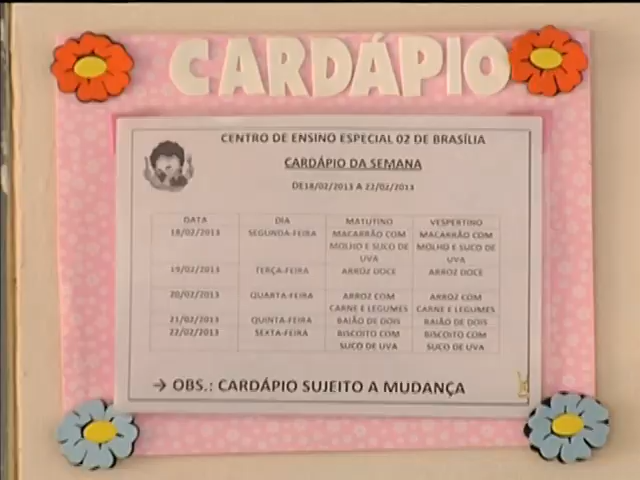 CARDÁPIO
CENTRO DE ENSINO ESPECIAL 02 DE BRASÍLIA
CARDÁPIO DA SEMANA
DE18/02/2013 A 22/02/2013
DATA DIA MATUTINO VESPERTINO
18/02/2013 SEGUNDA-FEIRA MACARRÃO COM MACARRÃO COM
MOLHO E SUCO DE MOLHO E SUCO DE
UVA UVA
19/02/2013 TERÇA-FEIRA ARROZ DOCE ARROZ DOCE
20/02/2013 QUARTA-FEIRA ARROZ COM ARROZ COM
CARNE E LEGUMES CARNE E LEGUMES
21/02/2013 QUINTA-FEIRA BAIÃO DE DOIS BAIÃO DE DOIS
22/02/2013 SEXTA-FEIRA BISCOITO COM BISCOITO COM
SUCO DE UVA SUCO DE UVA
→ OBS.: CARDÁPIO SUJEITO A MUDANÇA